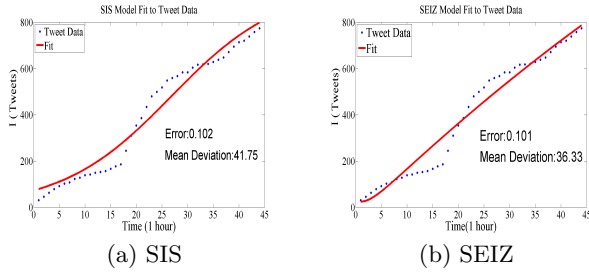 SIS Model Fit to Tweet Data
800
600
400
200
0
I ( Tweets)
Tweet Data
Fit
Error:0.102
Mean Deviation:41.75
0 5 10 15 20 25 30 35 40 45
Time (1 hour)
(a) SIS
SEIZ Model Fit to Tweet Data
800
600
400
200
0
I ( Tweets)
Tweet Data
Fit
Error:0.101
Mean Deviation:36.33
0 5 10 15 20 25 30 35 40 45
Time(1 hour)
(b) SEIZ